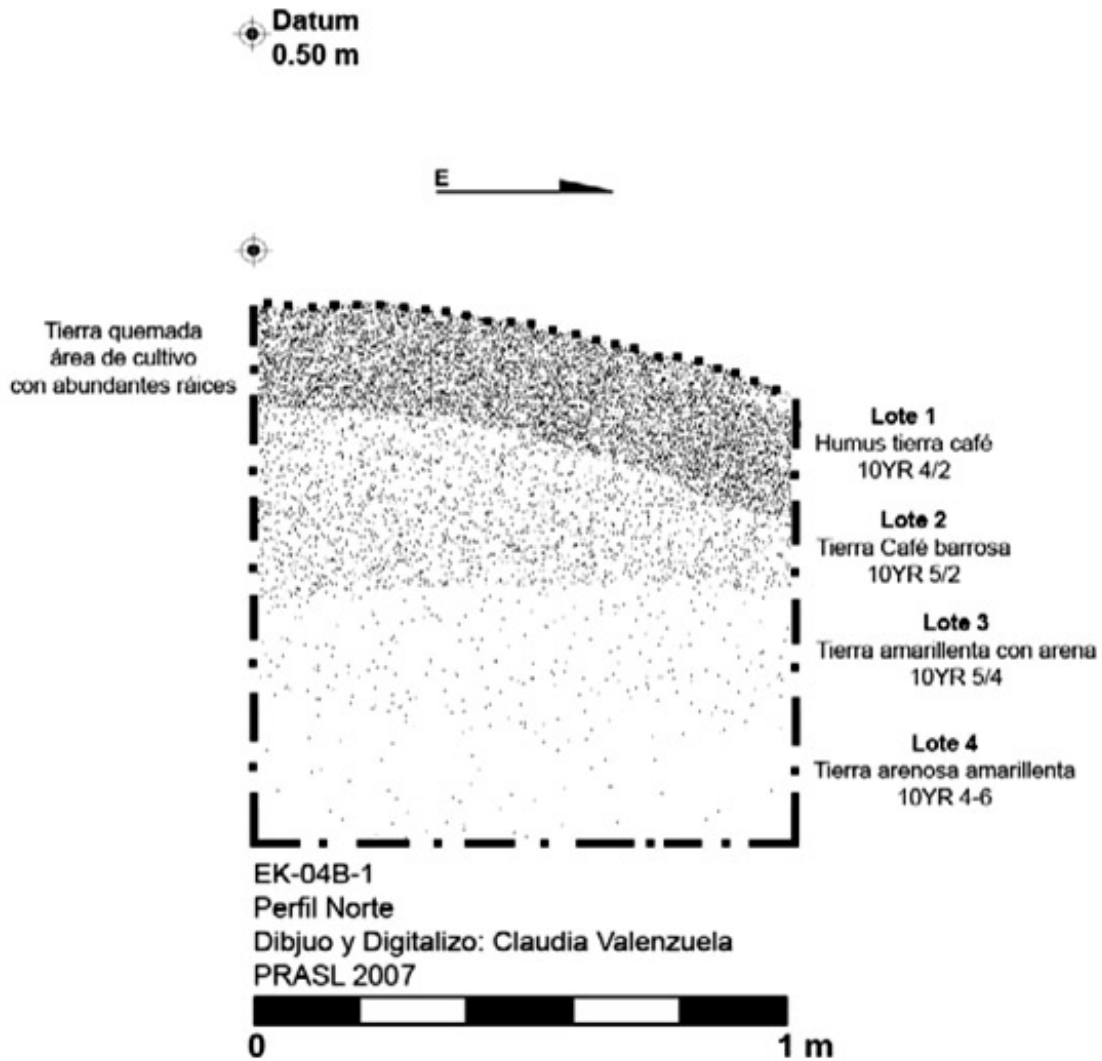 Datum
0.50 m
E
Tierra quemada
área de cultivo
con abundantes ráices
Lote 1
Humus tierra café
10YR 4/2
Lote 2
Tierra Café barrosa
10YR 5/2
Lote 3
Tierra amarillenta con arena
10YR 5/4
Lote 4
Tierra arenosa amarillenta
10YR 4-6
EK-04B-1
Perfil Norte
Dibjuo y Digitalizo: Claudia Valenzuela
PRASL 2007
0
1 m